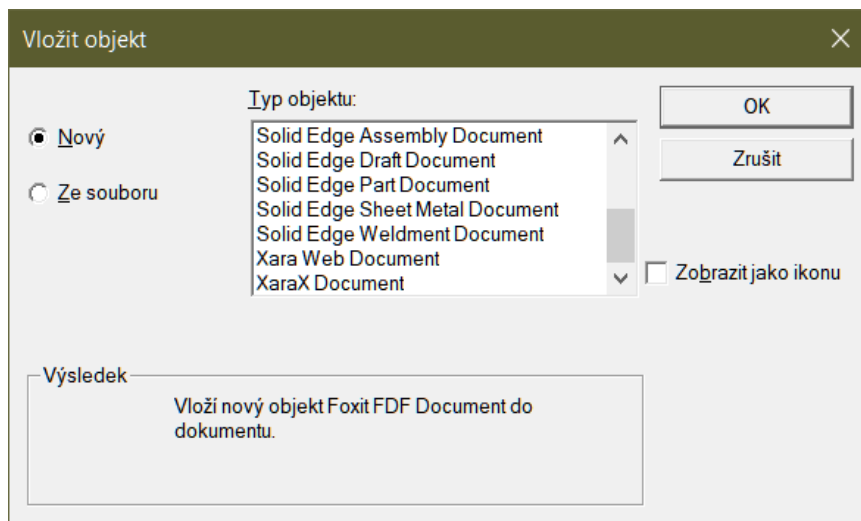 Vložit objekt
Typ objektu:
Nový
Ze souboru
Solid Edge Assembly Document
Solid Edge Draft Document
Solid Edge Part Document
Solid Edge Sheet Metal Document
Solid Edge Weldment Document
Xara Web Document
XaraX Document
OK
Zrušit
Zobrazit jako ikonu
Výsledek
Vloží nový objekt Foxit FDF Document do
dokumentu.